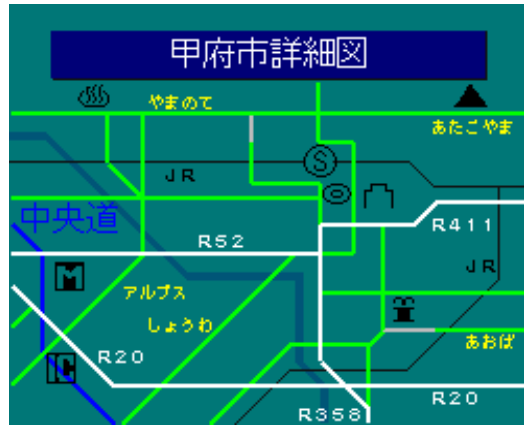 甲府市詳細図
やまのて
あたごやま
S
JR
中央道
R411
R52
JR
アルプス
しょうわ
あおば
R20
R20
R358